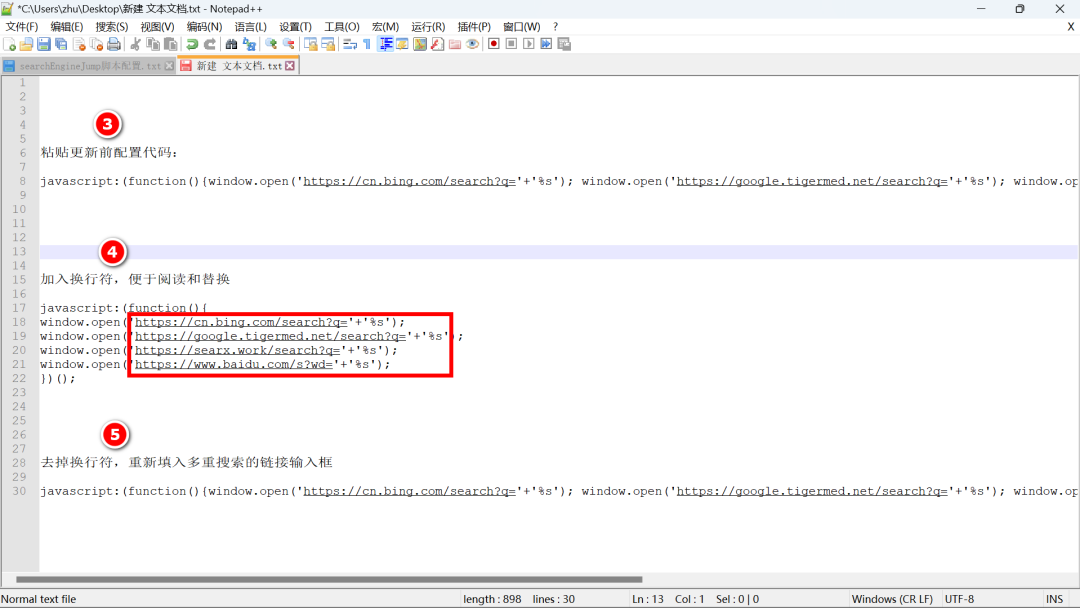 *C:\Users\zhu\Desktop\新建 文本文档.txt - Notepad++
文件(F) 编辑(E) 搜索(S) 视图(V) 编码(N) 语言(L) 设置(T) 工具(O) 宏(M) 运行(R) 插件(P) 窗口(W) ? X
searchEngineJump脚本配置.txt 新建 文本文档.txt
1
2
3
4
③
5
6 粘贴更新前配置代码:
7
8 javascript:(function(){window.open('https://cn.bing.com/search?q='+'%s'); window.open('https://google.tigermed.net/search?q='+'%s'); window.op
9
10
11
12
13 ④
14
15 加入换行符，便于阅读和替换
16
17 javascript:(function(){
18 window.open('https://cn.bing.com/search?q='+'%s');
19 window.open('https://google.tigermed.net/search?q='+'%s');
20 window.open('https://searx.work/search?q='+'%s');
21 window.open('https://www.baidu.com/s?wd='+'%s');
22 })();
23
24
25
26 ⑤
27
28 去掉换行符，重新填入多重搜索的链接输入框
29
30 javascript:(function(){window.open('https://cn.bing.com/search?q='+'%s'); window.open('https://google.tigermed.net/search?q='+'%s'); window.op
Normal text file length : 898 lines : 30 Ln : 13 Col : 1 Sel : 0 | 0 Windows (CR LF) UTF-8 INS